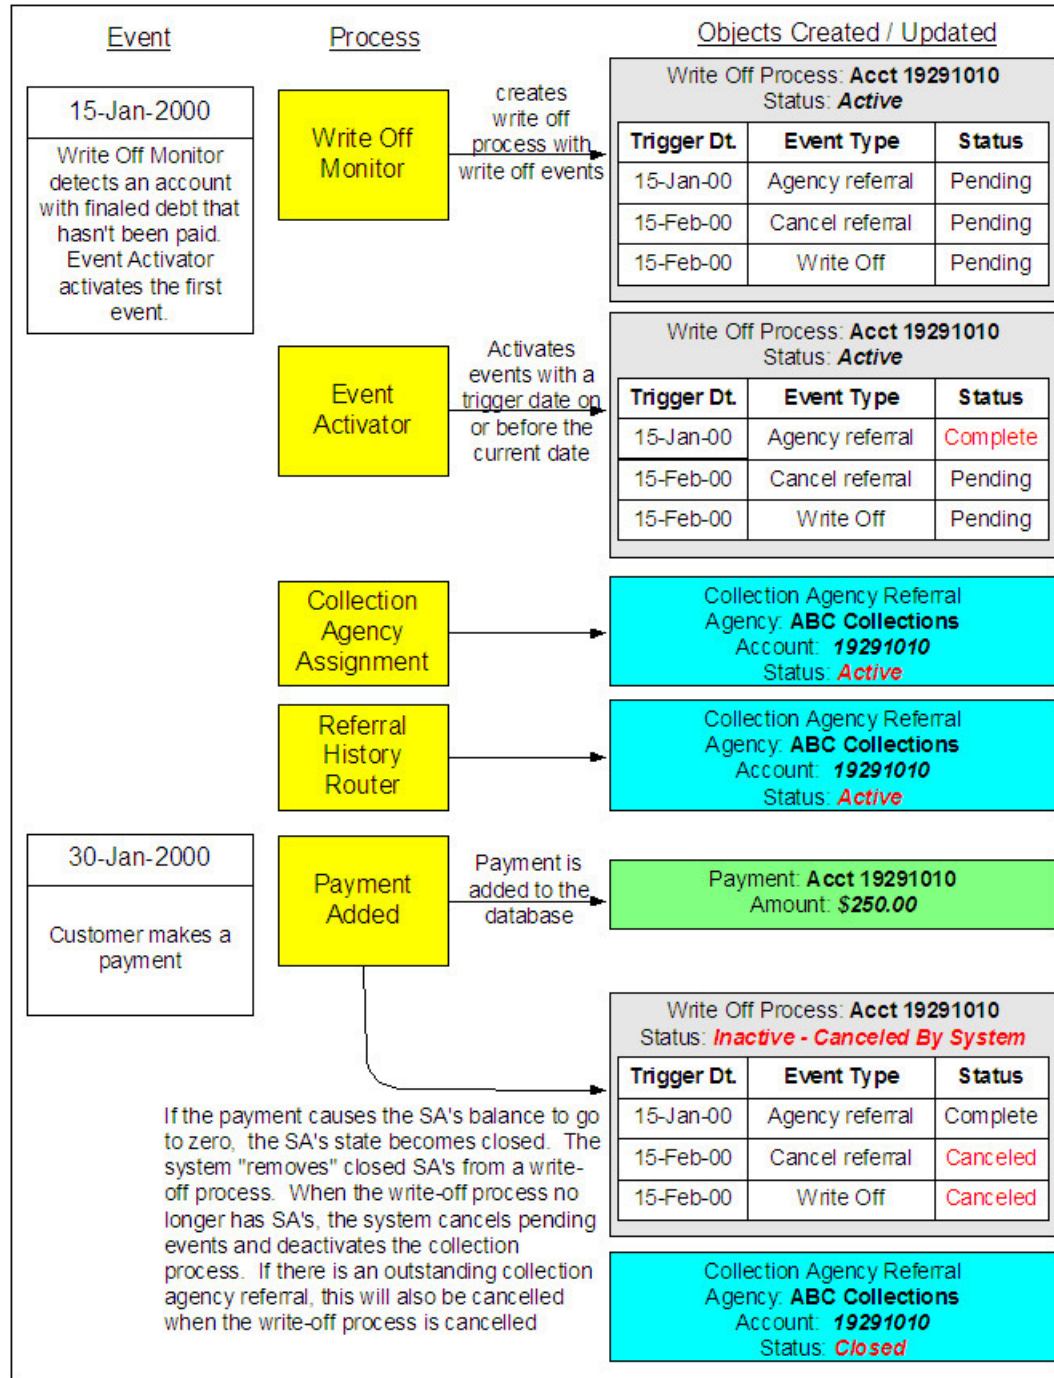 Event
Process
Objects Created / Updated
15-Jan-2000
Write Off Monitor
detects an account
with finaled debt that
hasn't been paid.
Event Activator
activates the first
event.
Write Off
Monitor
creates
write off
process with
write off events
Write Off Process: Acct 19291010
Status: Active
Trigger Dt. Event Type Status
15-Jan-00 Agency referral Pending
15-Feb-00 Cancel referral Pending
15-Feb-00 Write Off Pending
Event
Activator
Activates
events with a
trigger date on
or before the
current date
Write Off Process: Acct 19291010
Status: Active
Trigger Dt. Event Type Status
15-Jan-00 Agency referral Complete
15-Feb-00 Cancel referral Pending
15-Feb-00 Write Off Pending
Collection
Agency
Assignment
Collection Agency Referral
Agency: ABC Collections
Account: 19291010
Status: Active
Referral
History
Router
Collection Agency Referral
Agency: ABC Collections
Account: 19291010
Status: Active
30-Jan-2000
Customer makes a
payment
Payment
Added
Payment is
added to the
database
Payment: Acct 19291010
Amount: $250.00
Write Off Process: Acct 19291010
Status: Inactive - Canceled By System
Trigger Dt. Event Type Status
15-Jan-00 Agency referral Complete
15-Feb-00 Cancel referral Canceled
15-Feb-00 Write Off Canceled
If the payment causes the SA's balance to go
to zero, the SA's state becomes closed. The
system "removes" closed SA's from a write-
off process. When the write-off process no
longer has SA's, the system cancels pending
events and deactivates the collection
process. If there is an outstanding collection
agency referral, this will also be cancelled
when the write-off process is cancelled
Collection Agency Referral
Agency: ABC Collections
Account: 19291010
Status: Closed